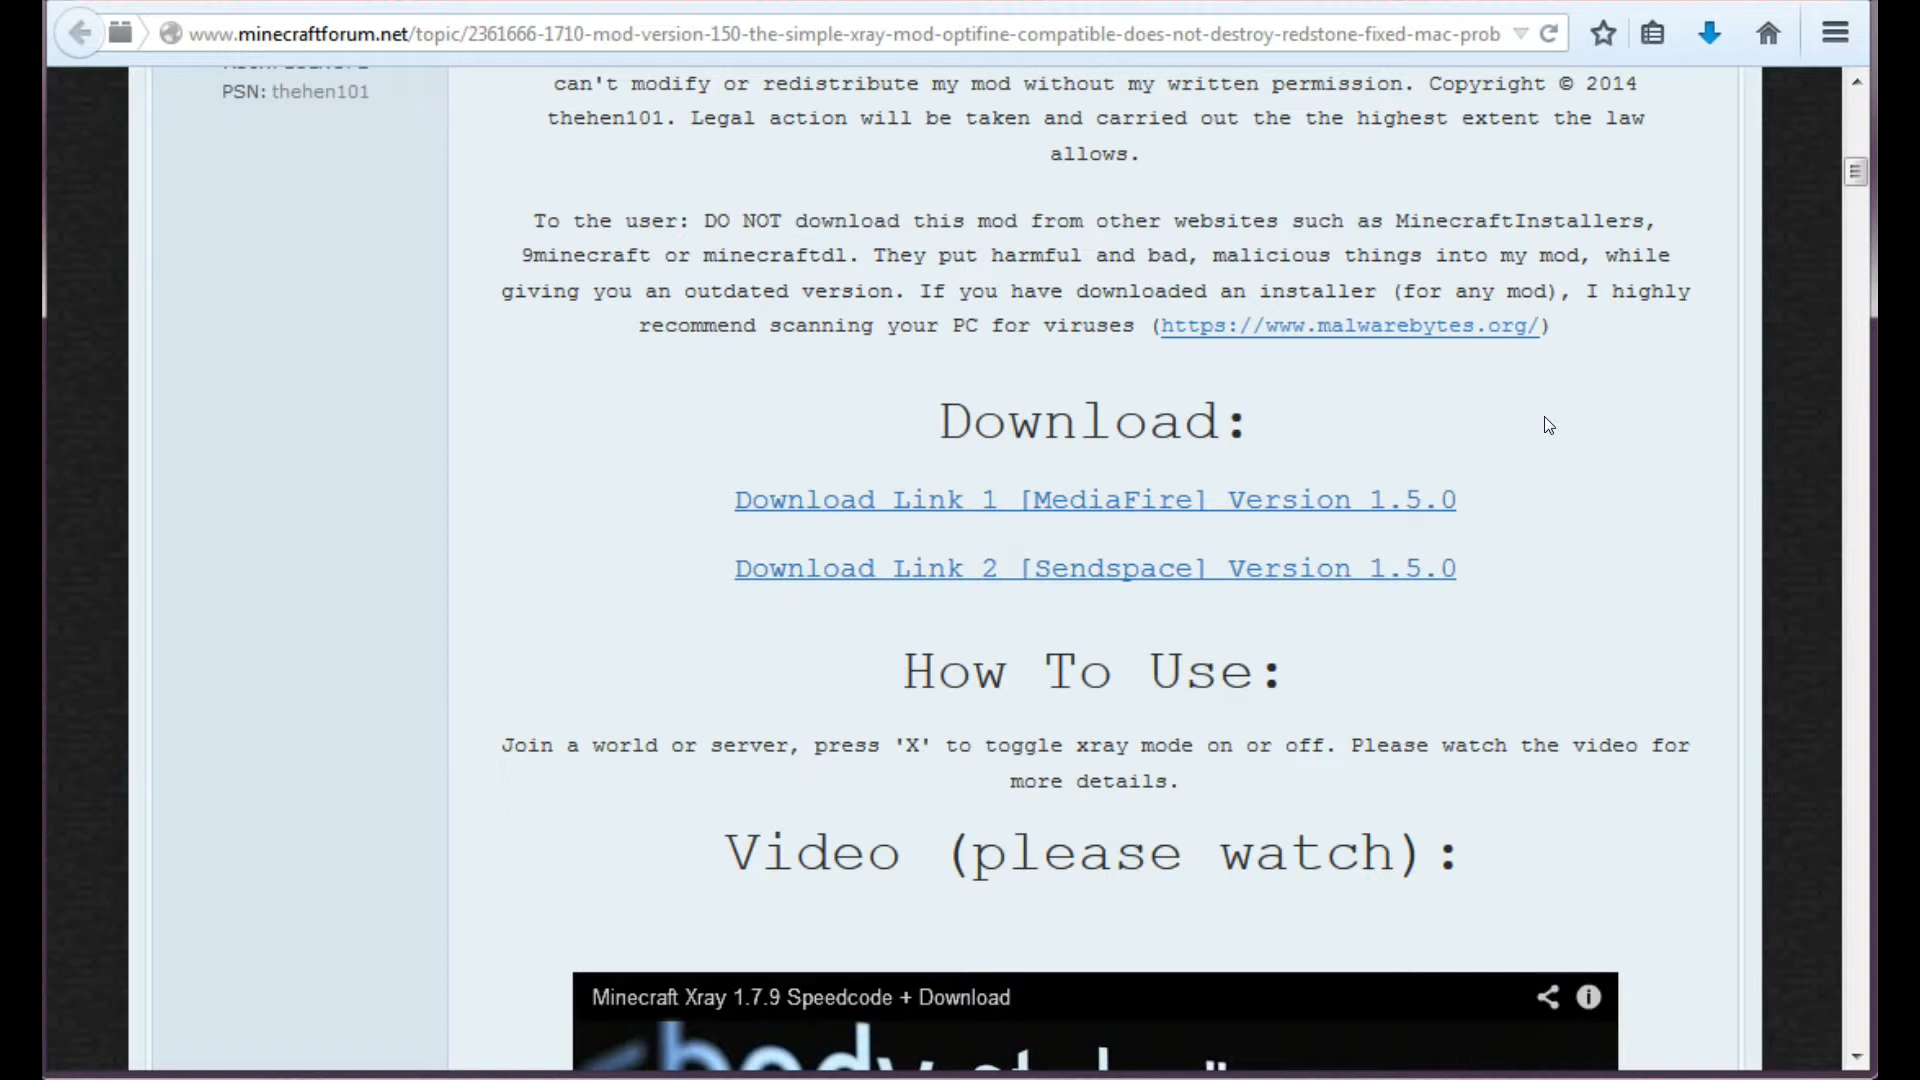 www.minecraftforum.net/topic/2361666-1710-mod-version-150-the-simple-xray-mod-optifine-compatible-does-not-destroy-redstone-fixed-mac-prob
PSN: thehen101
can't modify or redistribute my mod without my written permission. Copyright © 2014
thehen101. Legal action will be taken and carried out the the highest extent the law
allows.
To the user: DO NOT download this mod from other websites such as MinecraftInstallers,
9minecraft or minecraftdl. They put harmful and bad, malicious things into my mod, while
giving you an outdated version. If you have downloaded an installer (for any mod), I highly
recommend scanning your PC for viruses (https://www.malwarebytes.org/)
Download:
Download Link 1 [MediaFire] Version 1.5.0
Download Link 2 [Sendspace] Version 1.5.0
How To Use:
Join a world or server, press 'X' to toggle xray mode on or off. Please watch the video for
more details.
Video (please watch):
Minecraft Xray 1.7.9 Speedcode + Download